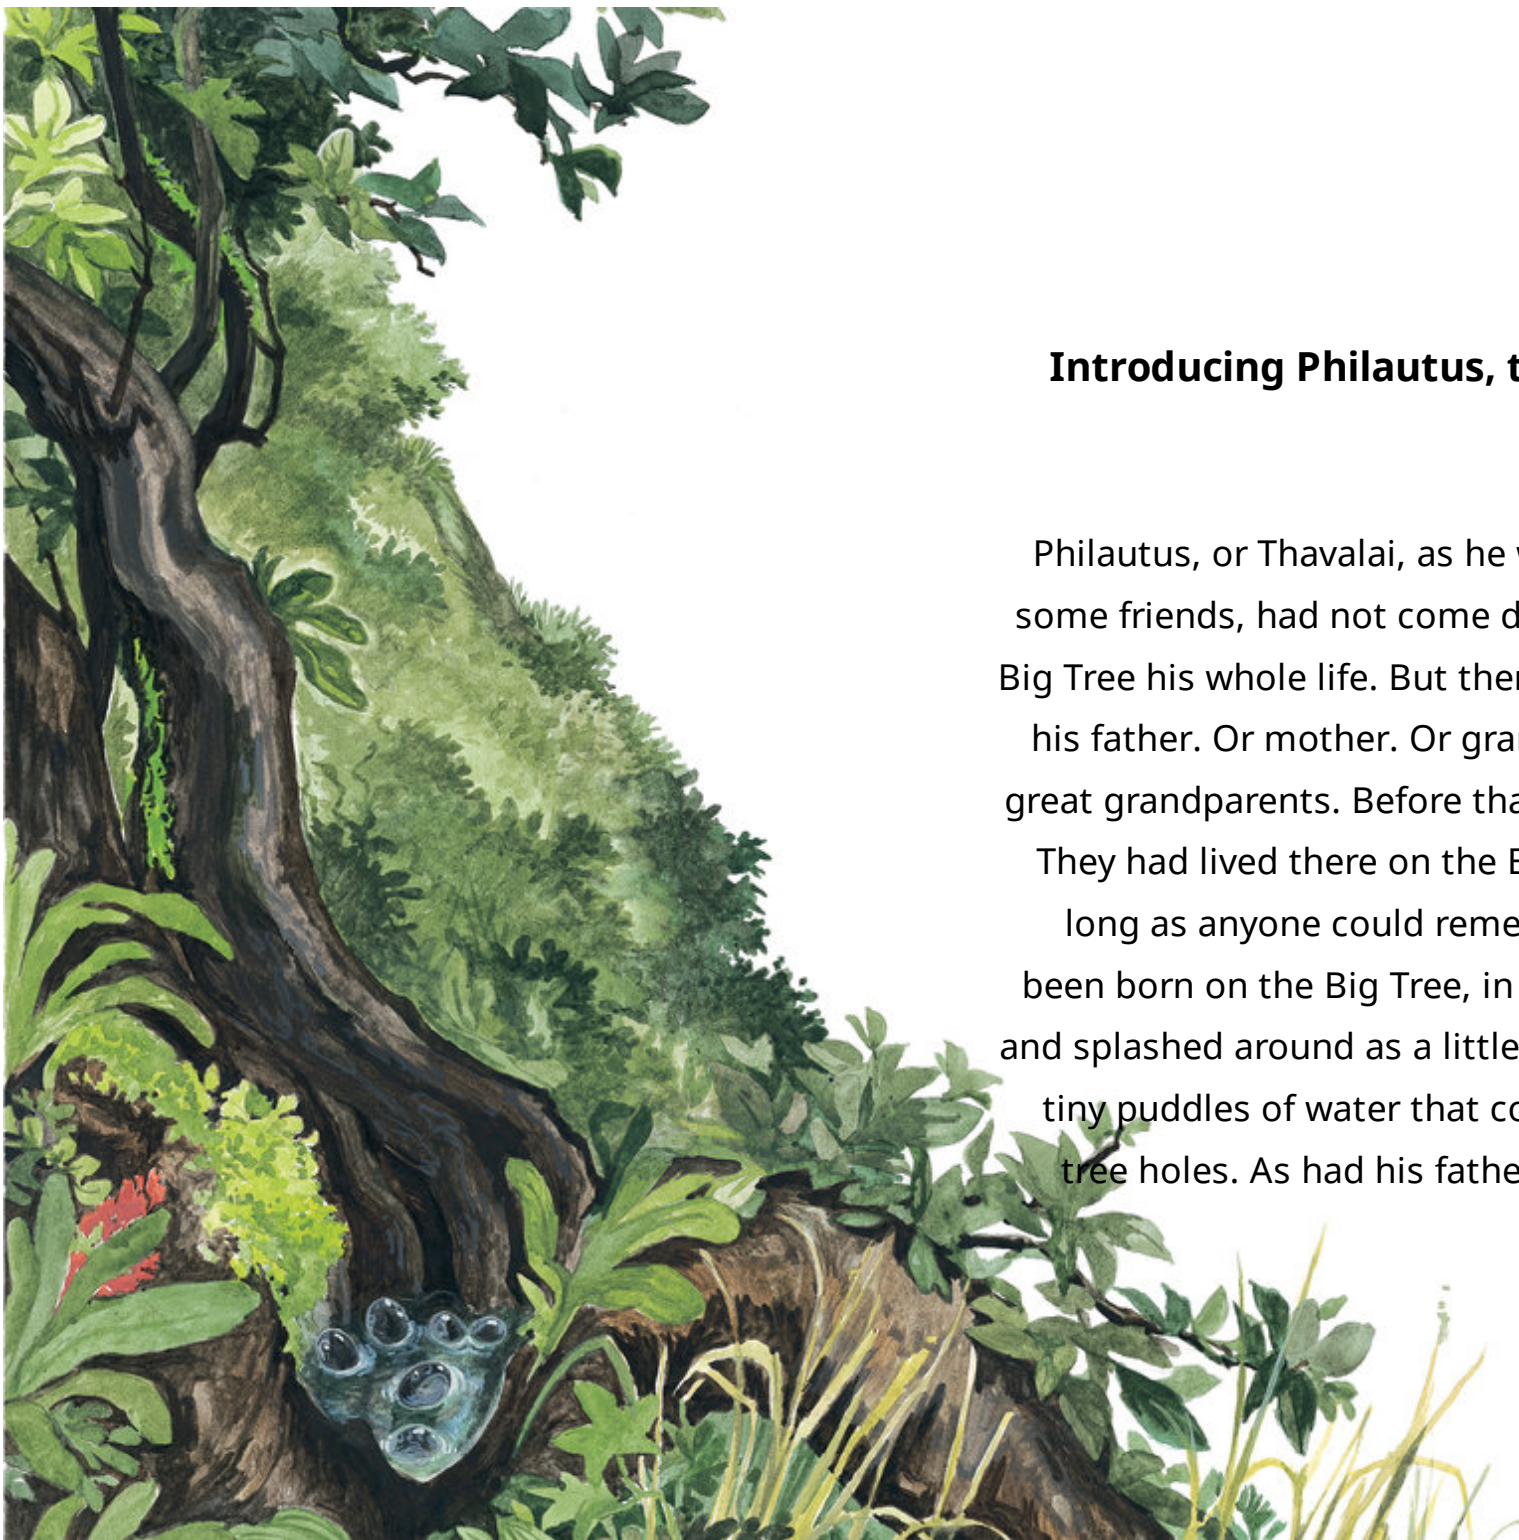 Introducing Philautus,
Philautus, or Thavalai, as he
some friends, had not come
Big Tree his whole life. But
his father. Or mother. Or
great grandparents. Before
They had lived there on the
long as anyone could
been born on the Big Tree, in
and splashed around as a little
tiny puddles of water that
tree holes. As had his